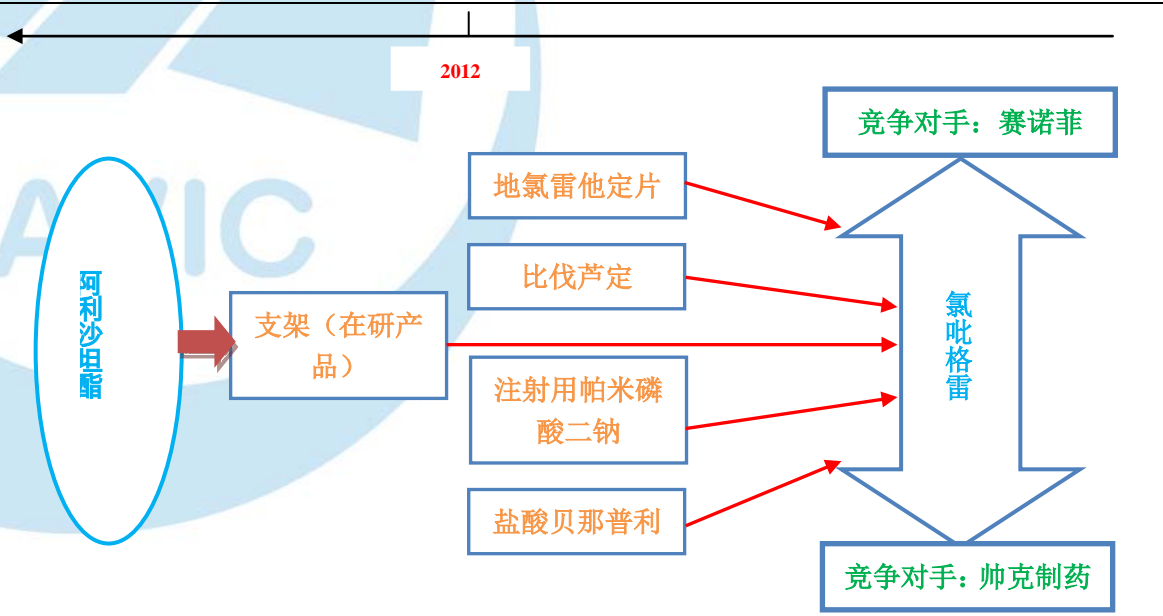 2012
竞争对手：赛诺菲
地氯雷他定片
比伐芦定
阿利沙坦酯
支架（在研产
品）
氯吡格雷
注射用帕米磷
酸二钠
盐酸贝那普利
竞争对手：帅克制药
AVIC